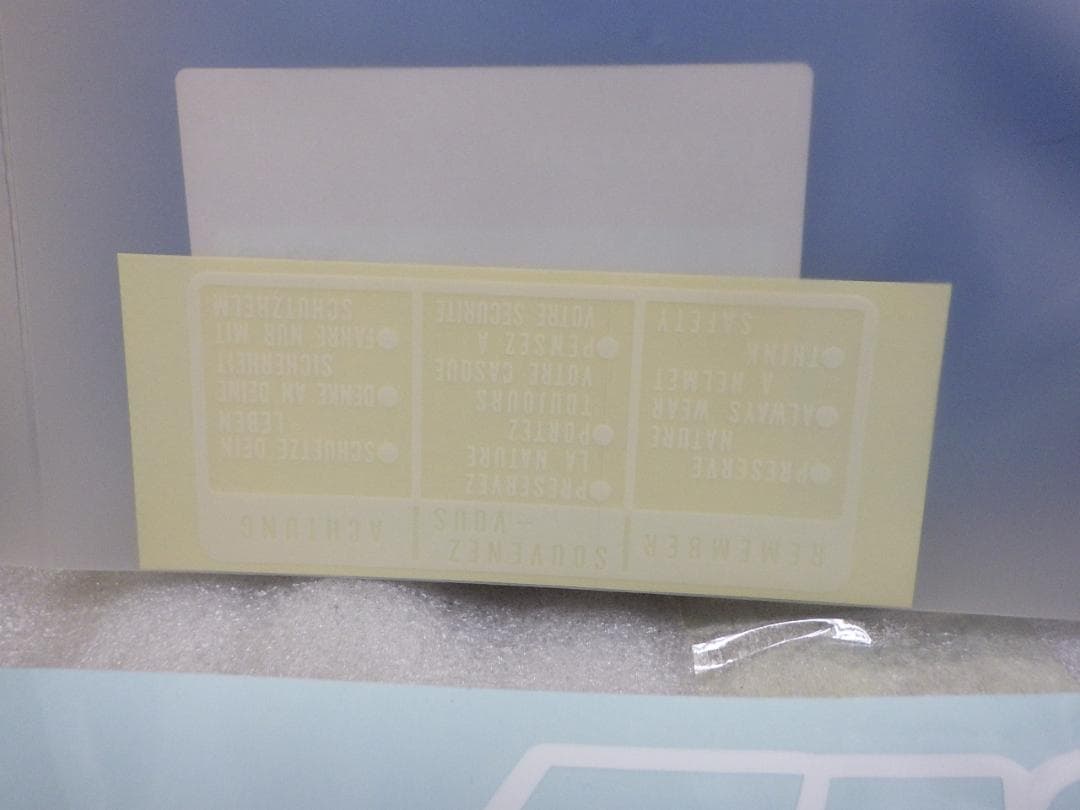 REMEMBER
PRESERVE
NATURE
ALWAYS WEAR
A HELMET
THINK
SAFETY
SOUVENEZ
-VOUS
PRESERVEZ
LA NATURE
PORTEZ
TOUJOURS
VOTRE CASQUE
PENSEZ A
VOTRE SECURITE
ACHTUNG
SCHUETZE DEIN
LEBEN
DENKE AN DEINE
SICHERHEIT
FAHRE NUR MIT
SCHUTZHELM